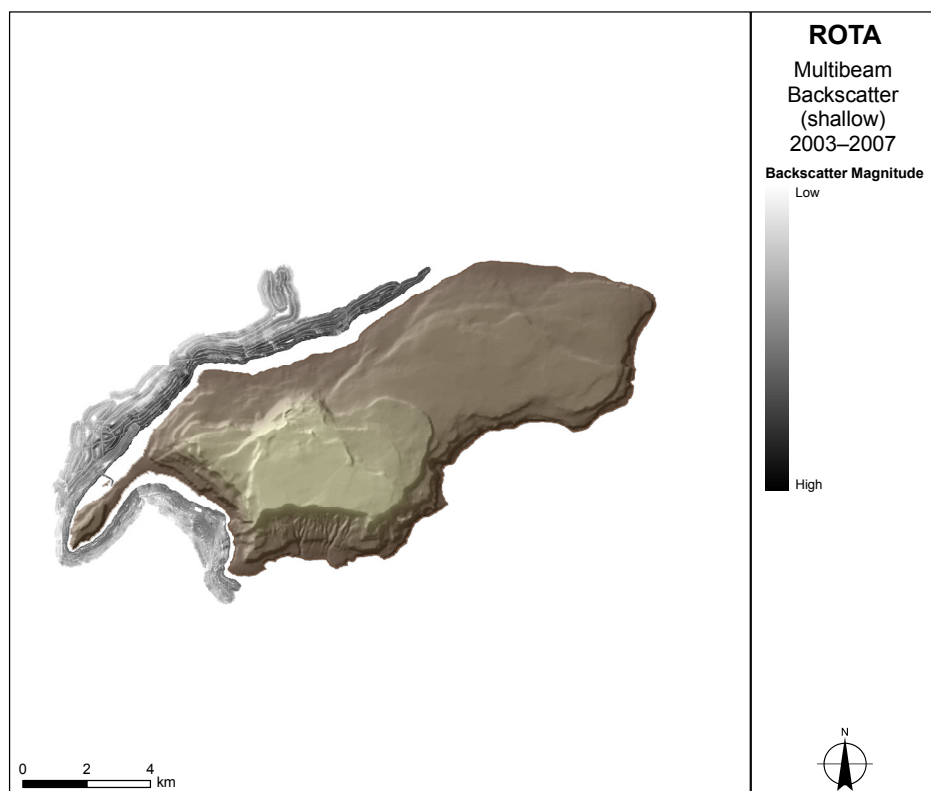 ROTA
Multibeam
Backscatter
(shallow)
2003–2007
Backscatter Magnitude
Low
High
N
0 2 4
km